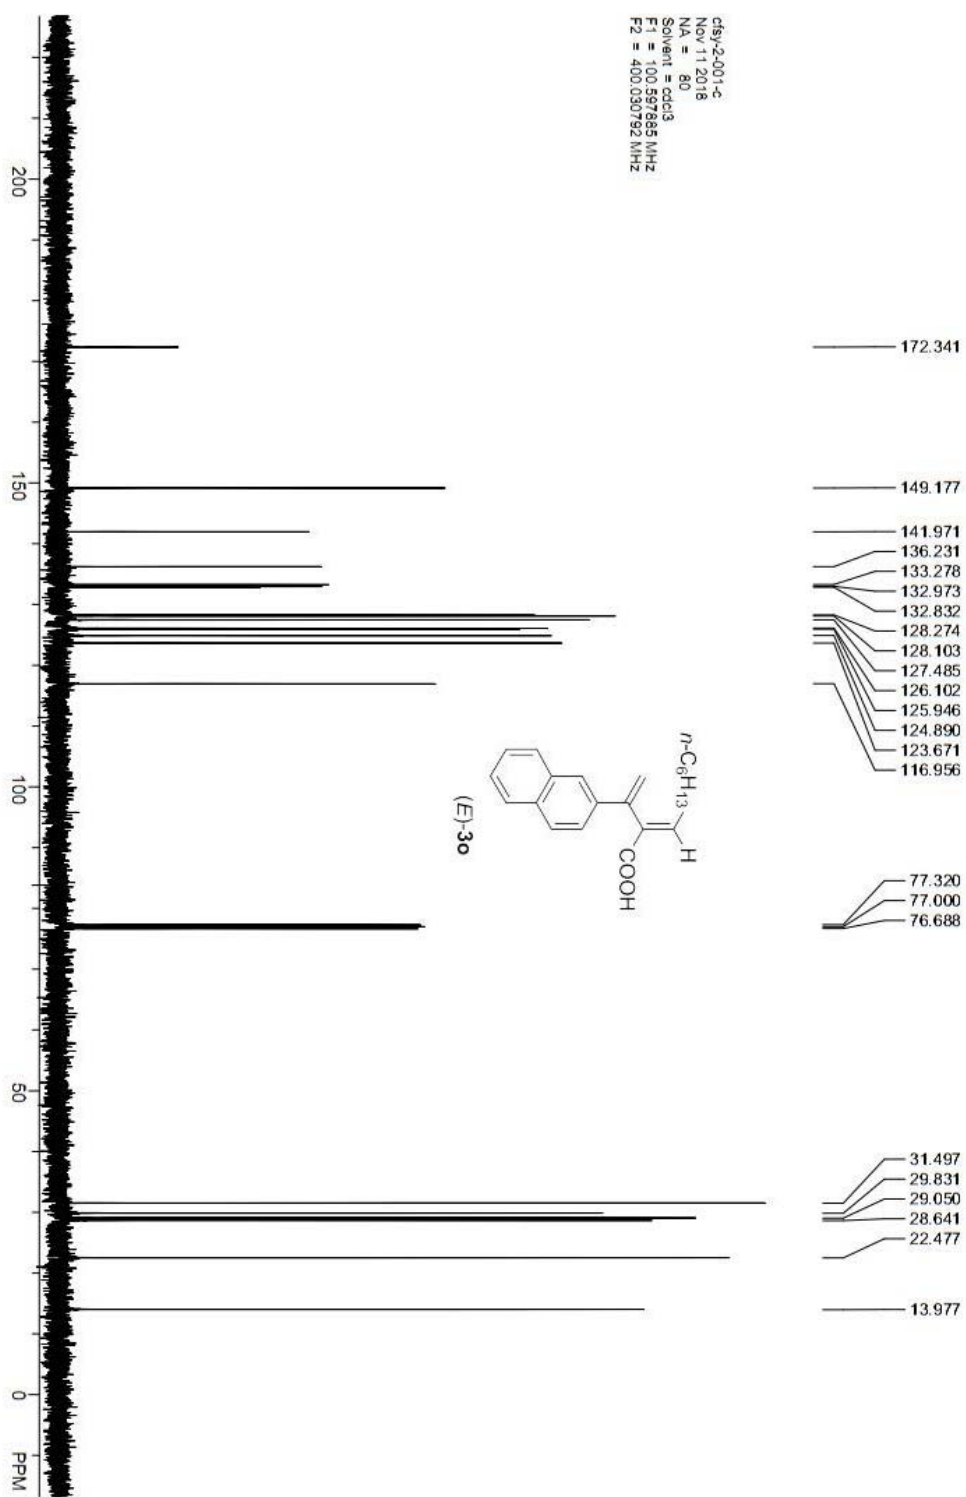 cfsy-2-001-c
Nov 11 2018
NA = 80
Solvent = cdcl3
F1 = 100.597885 MHz
F2 = 400.030792 MHz
172.341
149.177
141.971
136.231
133.278
132.973
132.832
128.274
128.103
127.485
126.102
125.946
124.890
123.671
116.956
77.320
77.000
76.688
31.497
29.831
29.050
28.641
22.477
13.977
n-C6H13
H
COOH
(E)-3o
200
150
100
50
0
PPM